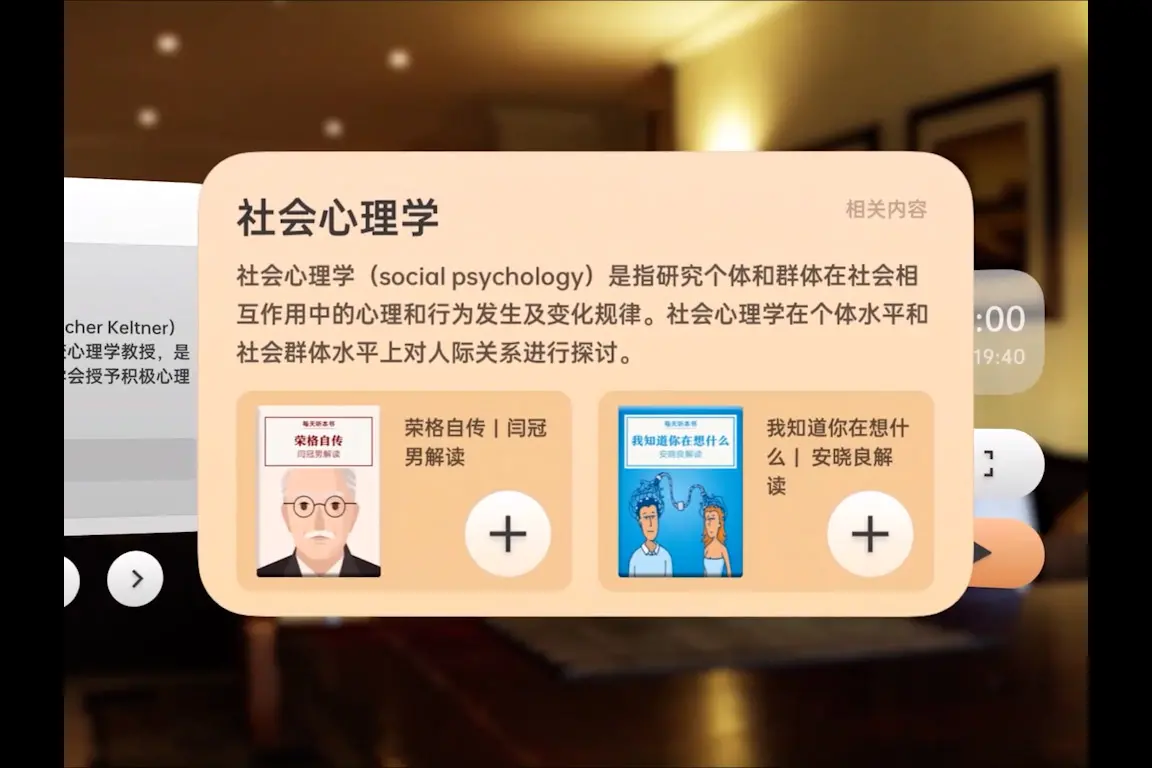 社会心理学
相关内容
社会心理学（social psychology）是指研究个体和群体在社会相
互作用中的心理和行为发生及变化规律。社会心理学在个体水平和
社会群体水平上对人际关系进行探讨。
每天听本书
荣格自传
闫冠男解读
荣格自传 | 闫冠
男解读
每天听本书
我知道你在想什么
安晓良解读
我知道你在想什
么 | 安晓良解
读
cher Keltner）
心理学教授，是
会授予积极心理
:00
19:40